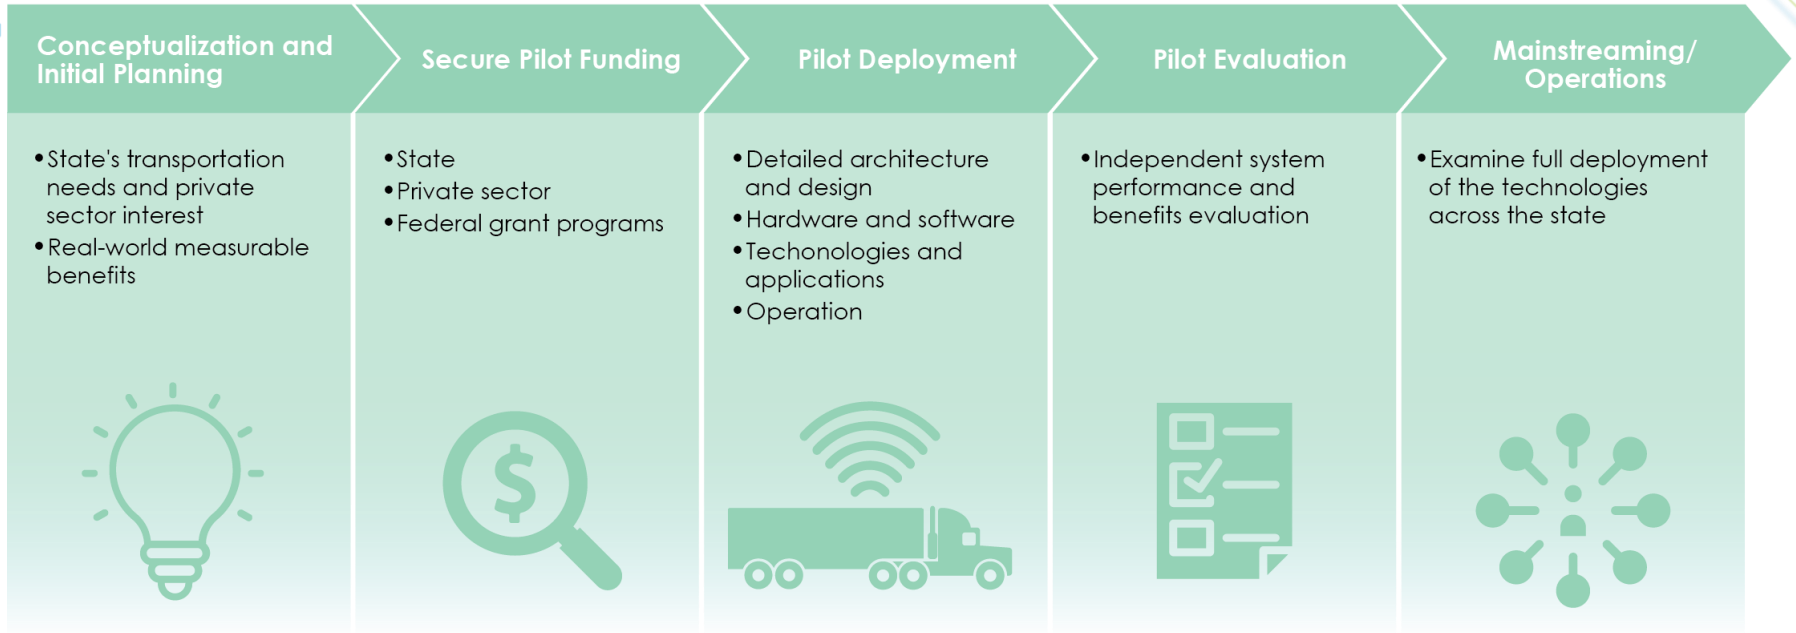 Conceptualization and
Initial Planning
Secure Pilot Funding
Pilot Deployment
Pilot Evaluation
Mainstreaming/
Operations
•State's transportation
needs and private
sector interest
•Real-world measurable
benefits
•State
•Private sector
•Federal grant programs
•Detailed architecture
and design
•Hardware and software
•Techonologies and
applications
•Operation
•Independent system
performance and
benefits evaluation
•Examine full deployment
of the technologies
across the state
$